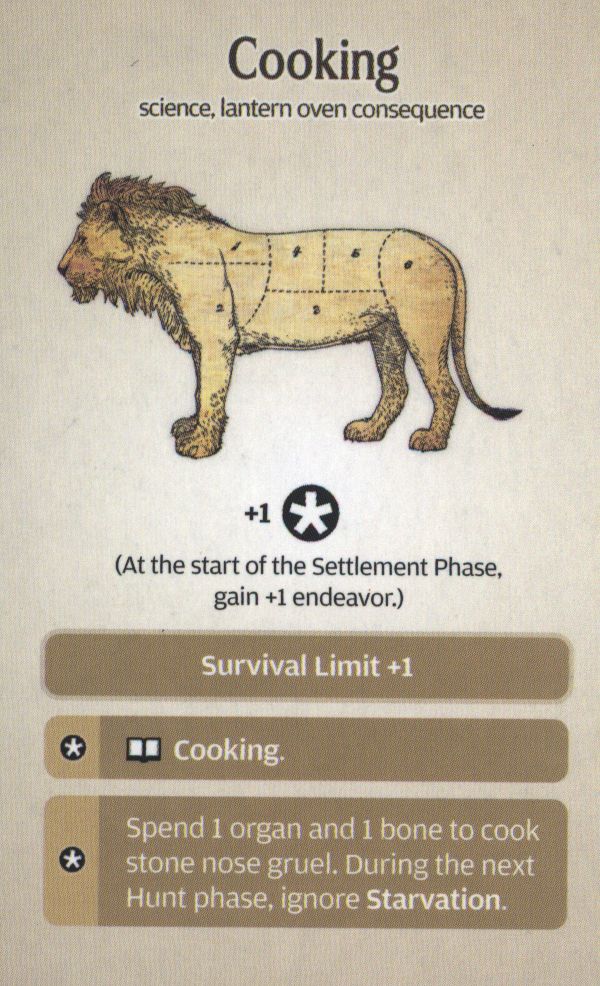 Cooking
science, lantern oven consequence
1 4 5 6
2 3
+1
(At the start of the Settlement Phase,
gain +1 endeavor.)
Survival Limit +1
Cooking.
Spend 1 organ and 1 bone to cook
stone nose gruel. During the next
Hunt phase, ignore Starvation.